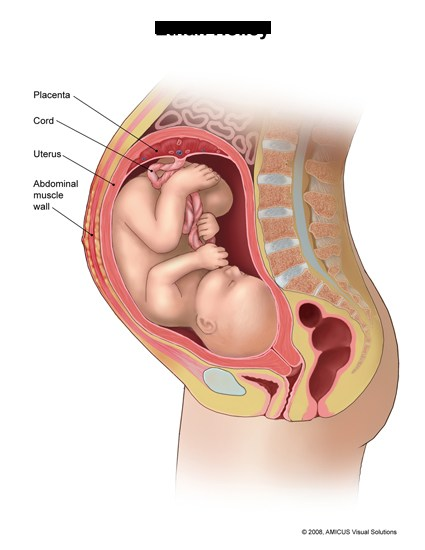 Placenta
Cord
Uterus
Abdominal
muscle
wall
© 2008, AMICUS Visual Solutions